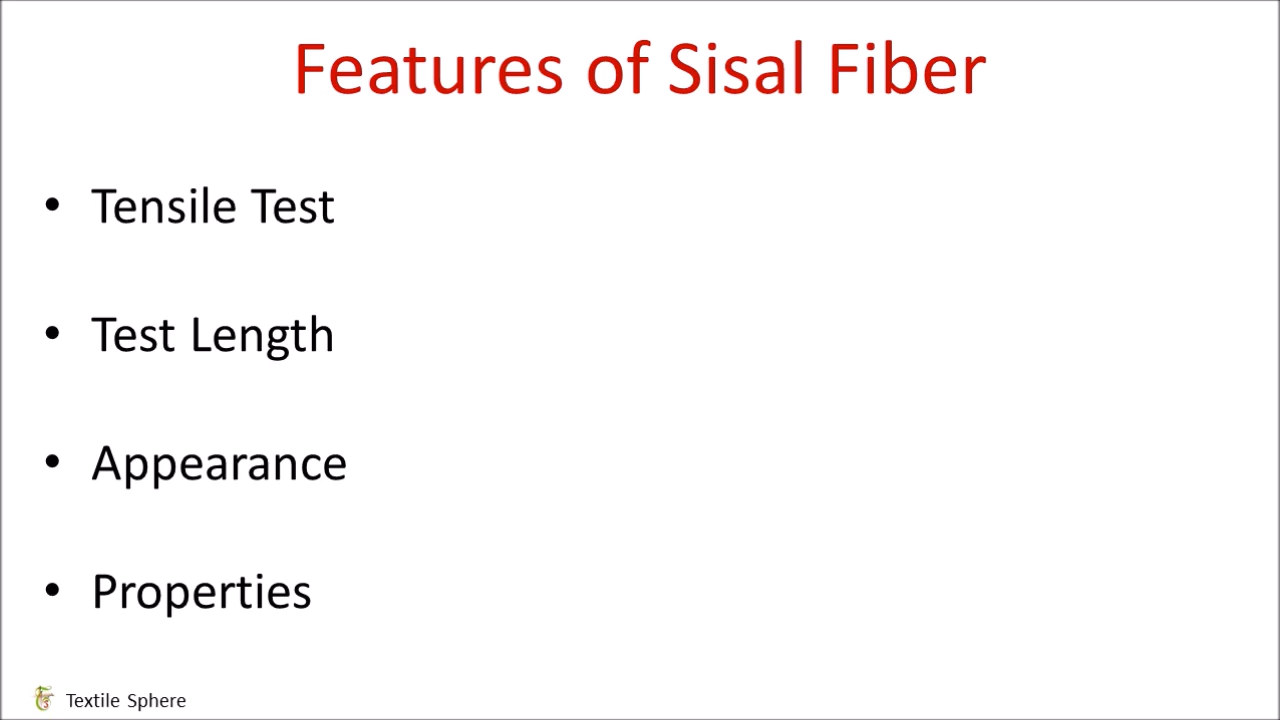 Features of Sisal Fiber
• Tensile Test
• Test Length
• Appearance
• Properties
Textile Sphere